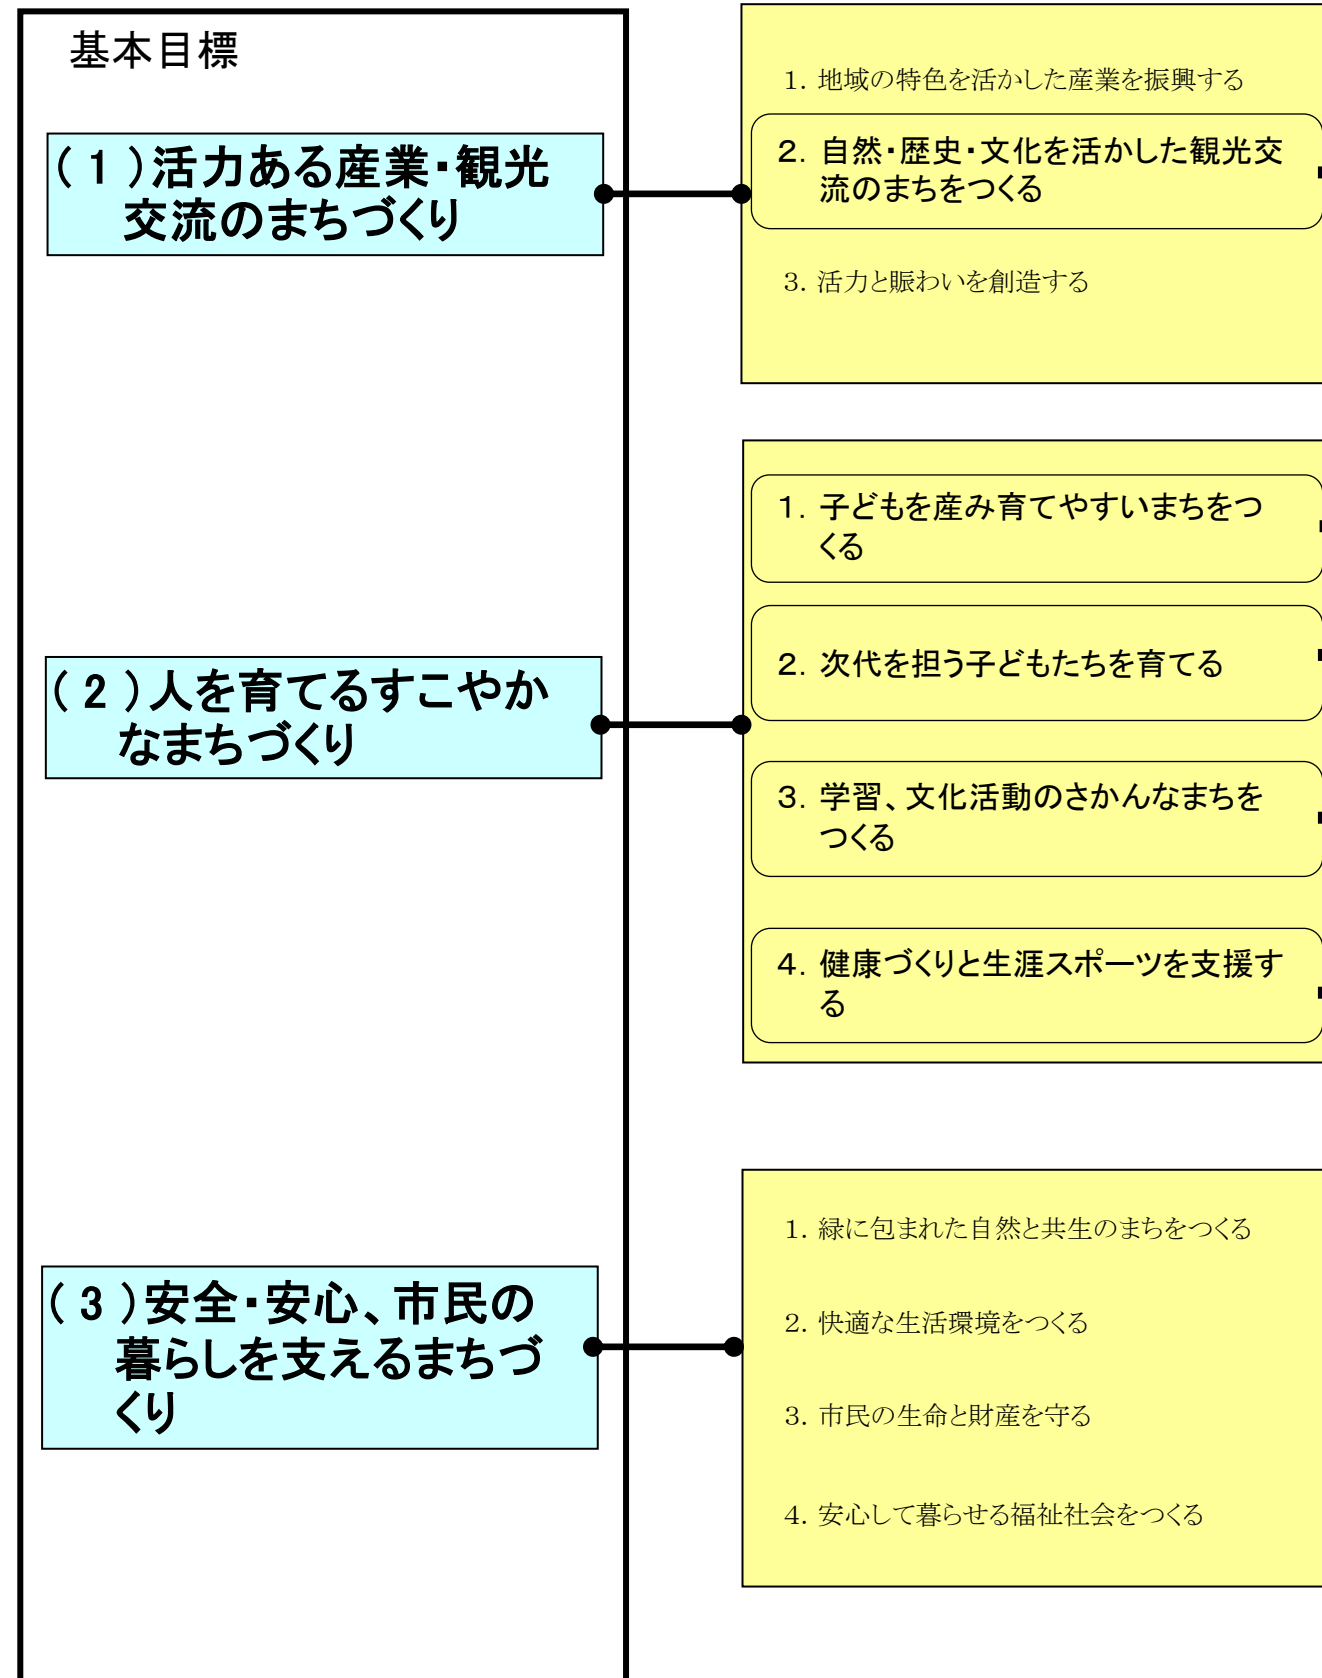 基本目標
(1)活力ある産業・観光
交流のまちづくり
1. 地域の特色を活かした産業を振興する
2. 自然・歴史・文化を活かした観光交
流のまちをつくる
3. 活力と賑わいを創造する
(2)人を育てるすこやか
なまちづくり
1. 子どもを産み育てやすいまちをつ
くる
2. 次代を担う子どもたちを育てる
3. 学習、文化活動のさかんなまちを
つくる
4. 健康づくりと生涯スポーツを支援す
る
(3)安全・安心、市民の
暮らしを支えるまちづ
くり
1. 緑に包まれた自然と共生のまちをつくる
2. 快適な生活環境をつくる
3. 市民の生命と財産を守る
4. 安心して暮らせる福祉社会をつくる